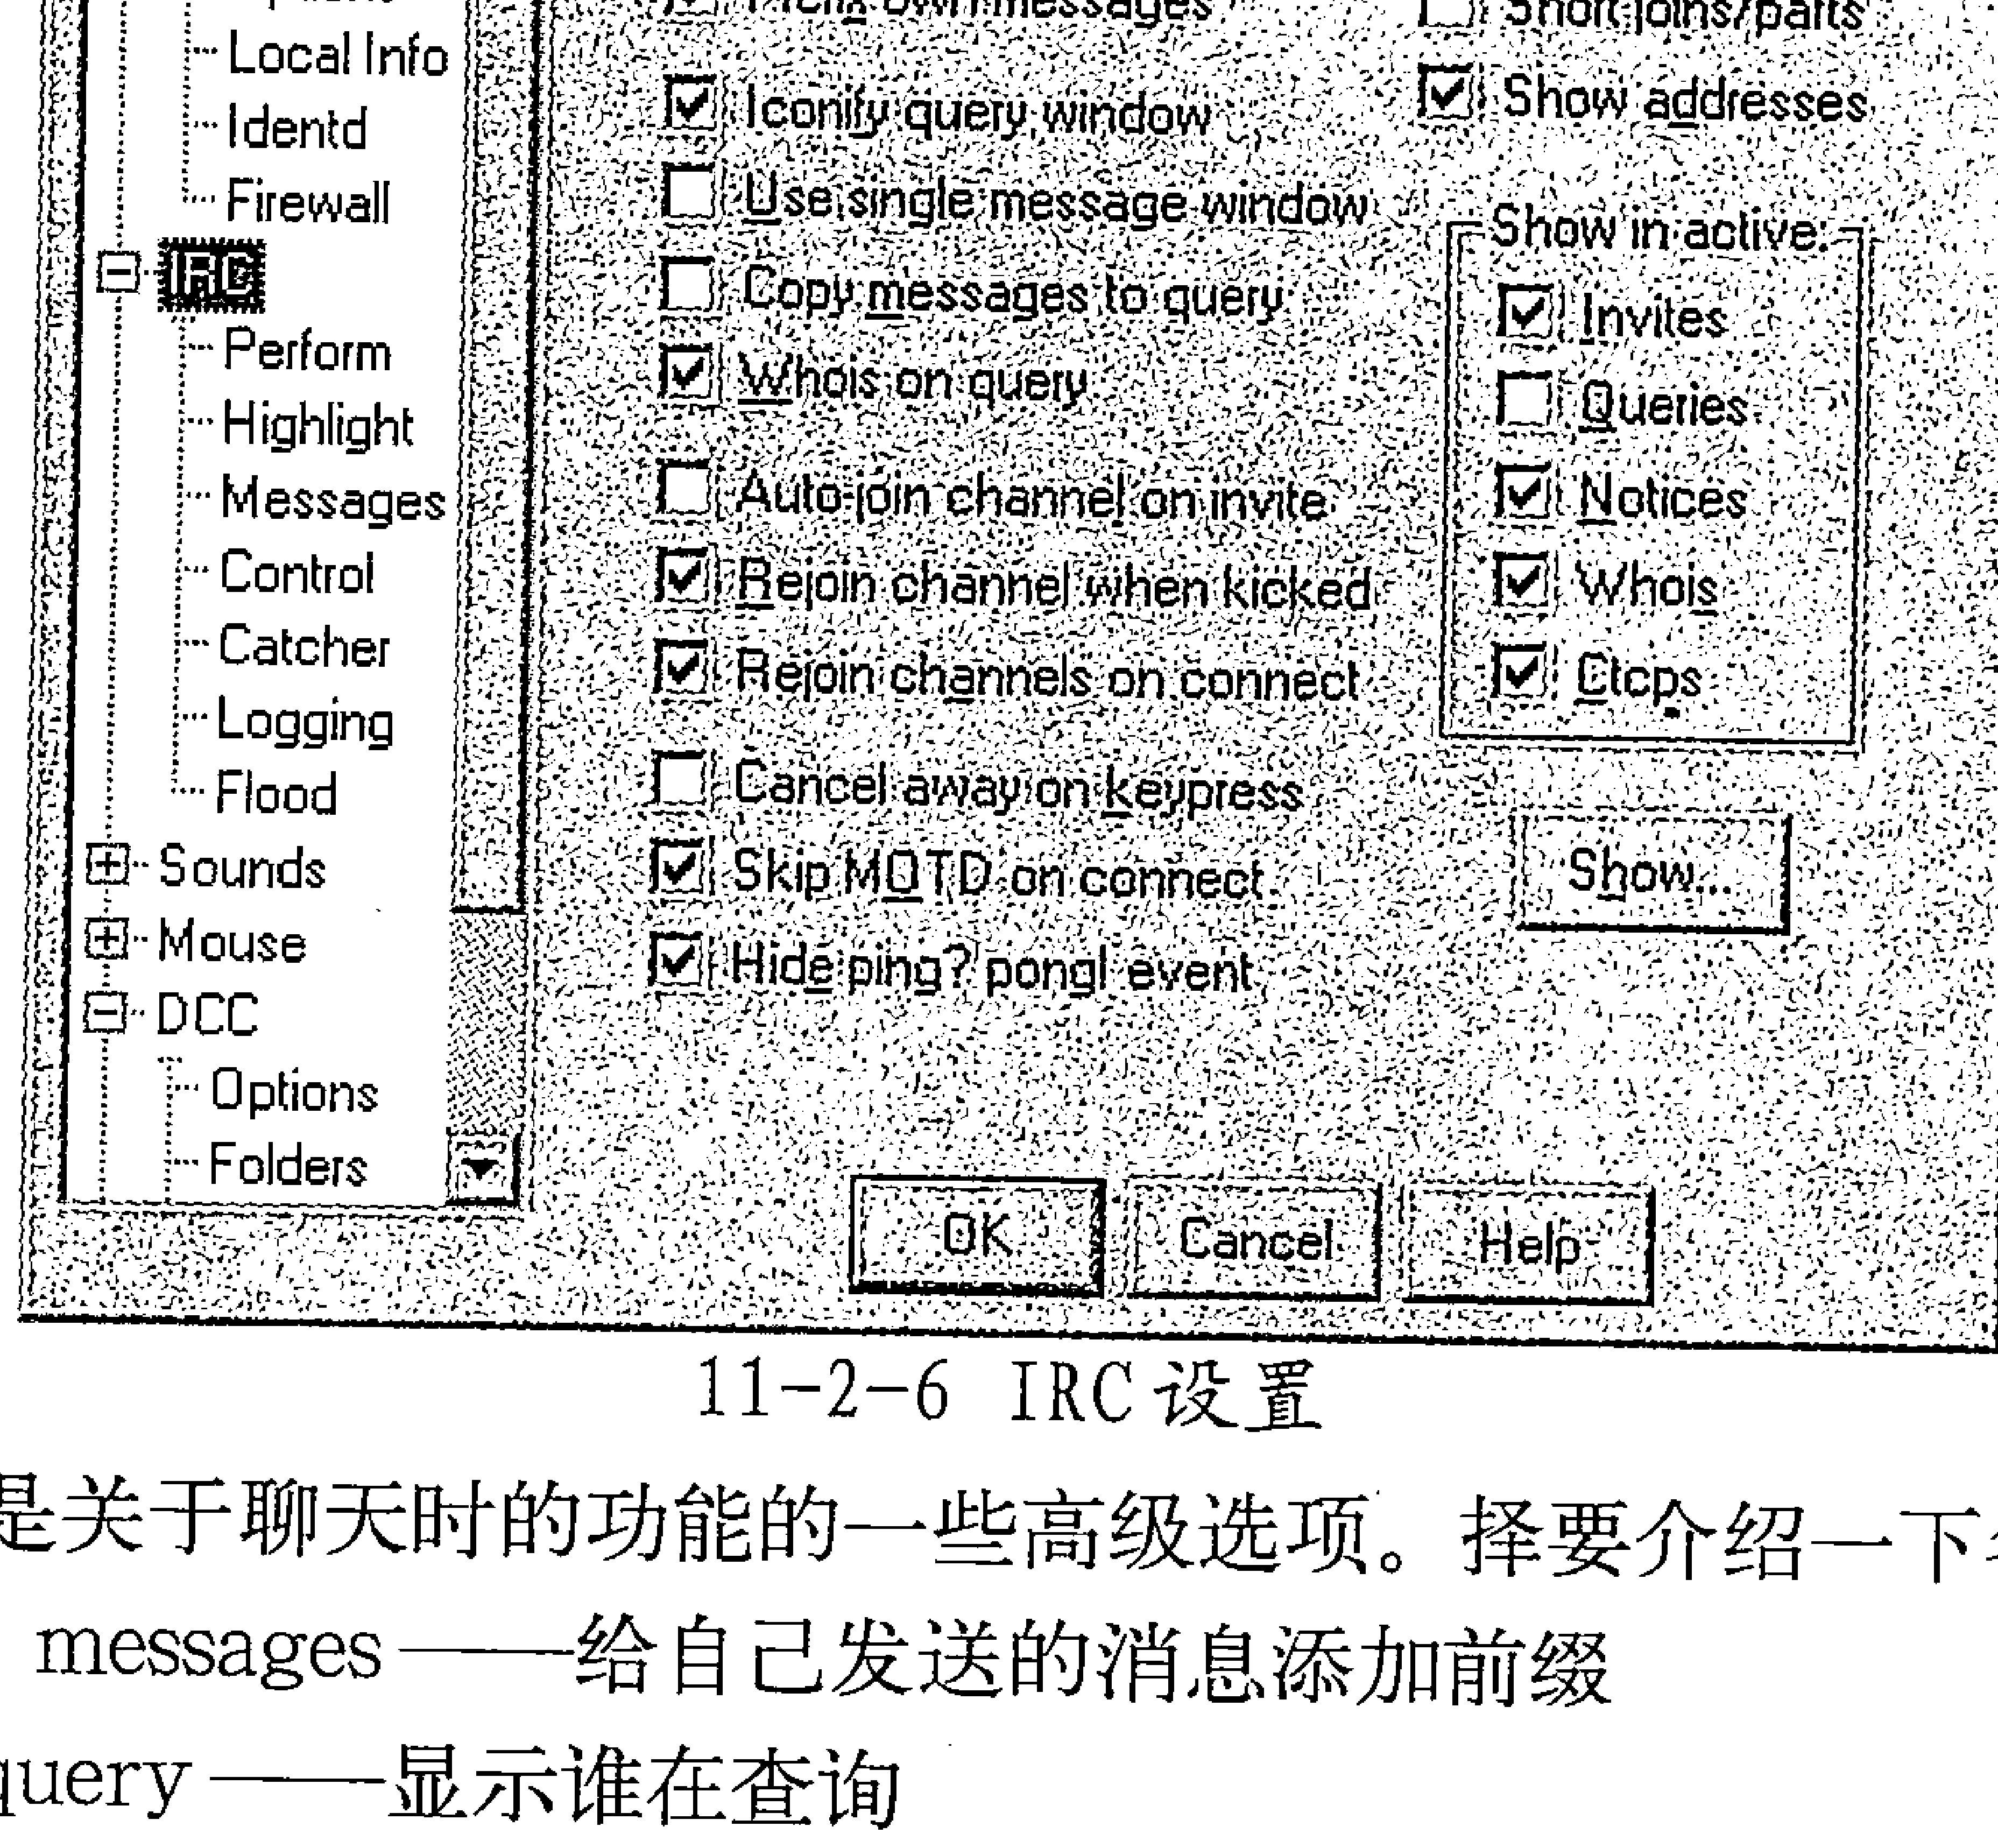 Local Info
Identd
Firewall
IRC
Perform
Highlight
Messages
Control
Catcher
Logging
Flood
Sounds
Mouse
DCC
Options
Folders
Prefix own messages
Iconify query window
Use single message window
Copy messages to query
Whois on query
Auto-join channel on invite
Rejoin channel when kicked
Rejoin channels on connect
Cancel away on keypress
Skip MOTD on connect
Hide ping? pong! event
Short joins/parts
Show addresses
Show in active:
Invites
Queries
Notices
Whois
Ctcps
Show...
OK
Cancel
Help
11-2-6 IRC 设置
是关于聊天时的功能的一些高级选项。择要介绍一下
messages——给自己发送的消息添加前缀
query——显示谁在查询